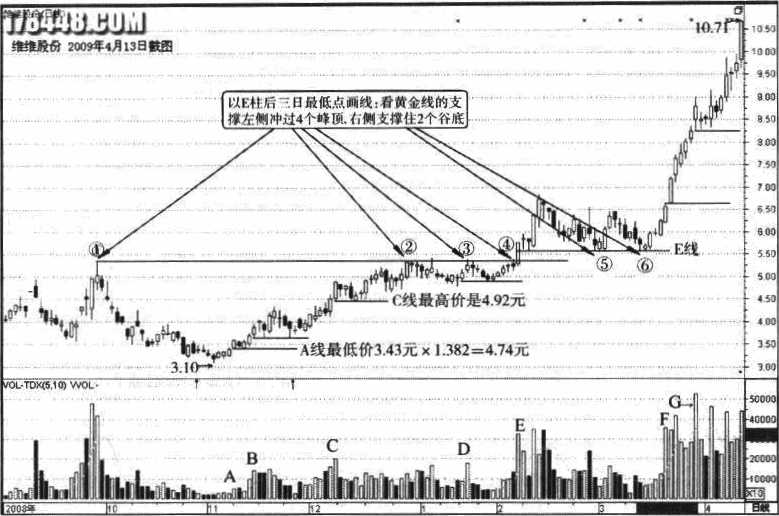 178448.COM
维维股份 2009年4月13日截图
10.71
10.50
10.00
9.50
9.00
8.50
8.00
7.50
7.00
6.50
6.00
5.50
5.00
4.50
4.00
3.50
3.00
以E柱后三日最低点画线:看黄金线的支
撑左侧冲过4个峰顶、右侧支撑住2个谷底
① ② ③ ④
E线
⑤ ⑥
C线最高价是4.92元
A线最低价3.43元×1.382=4.74元
3.10
VOL-TDX(5,10) VVOL
50000
40000
30000
20000
10000
X10
A B C D E F G
2008年 10 11 12 1 2 3 4 日线